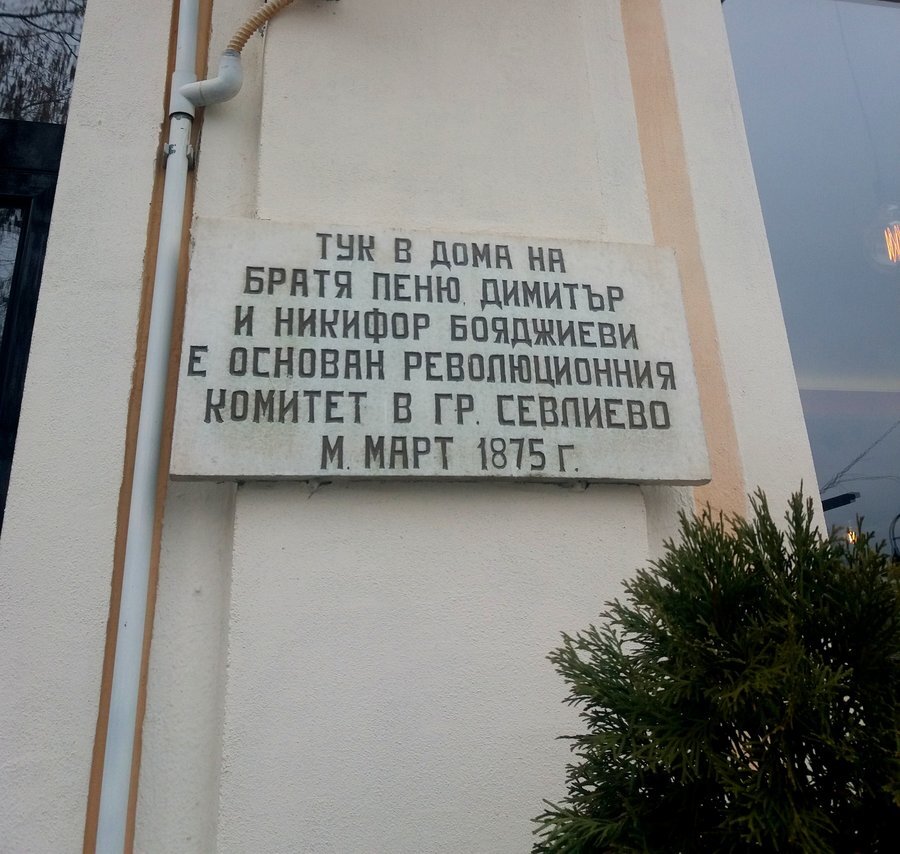 ТУК В ДОМА НА
БРАТЯ ПЕНЮ, ДИМИТЪР
И НИКИФОР БОЯДЖИЕВИ
Е ОСНОВАН РЕВОЛЮЦИОННИЯ
КОМИТЕТ В ГР. СЕВЛИЕВО
М. МАРТ 1875 Г.